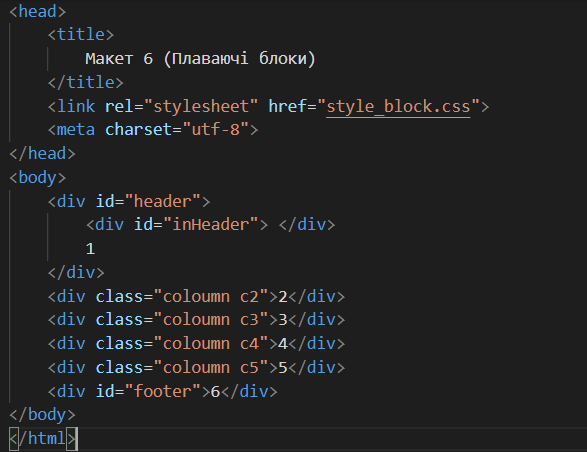 <head>
    <title>
        Макет 6 (Плаваючі блоки)
    </title>
    <link rel="stylesheet" href="style_block.css">
    <meta charset="utf-8">
</head>
<body>
    <div id="header">
        <div id="inHeader"> </div>
        1
    </div>
    <div class="coloumn c2">2</div>
    <div class="coloumn c3">3</div>
    <div class="coloumn c4">4</div>
    <div class="coloumn c5">5</div>
    <div id="footer">6</div>
</body>
</html>